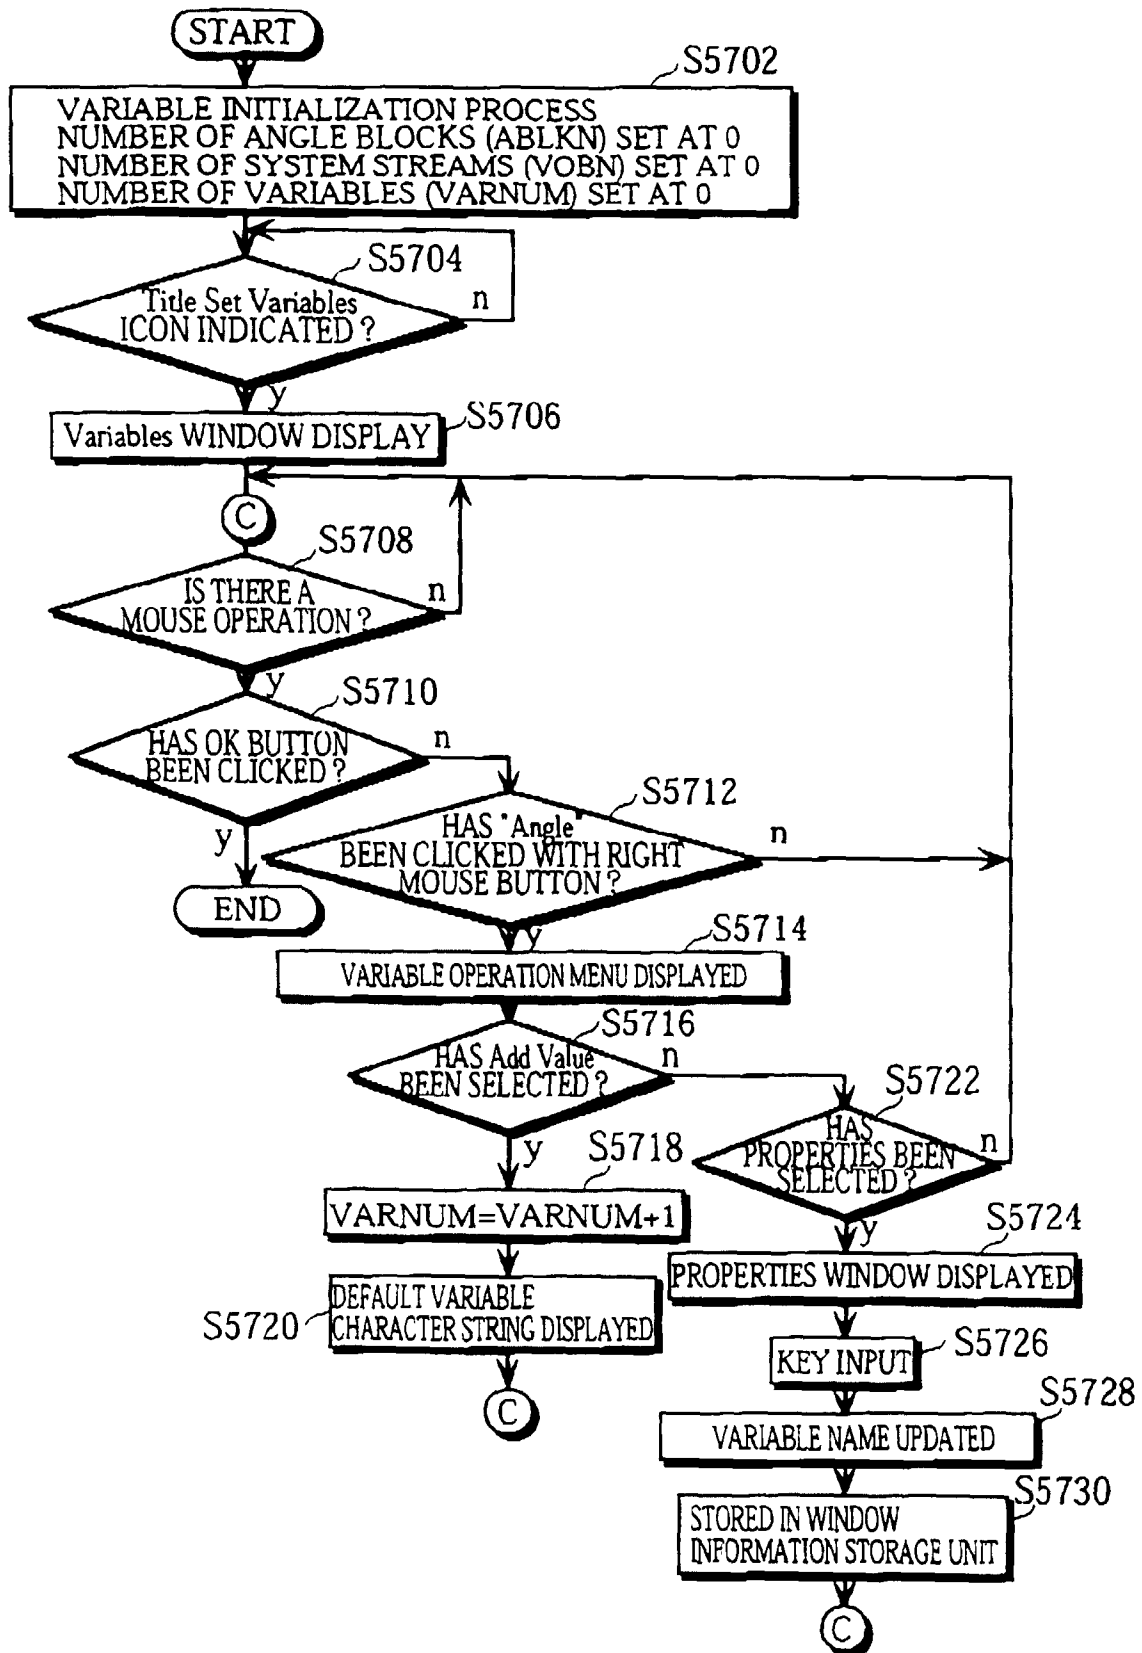 START
S5702
VARIABLE INITIALIZATION PROCESS
NUMBER OF ANGLE BLOCKS (ABLKN) SET AT 0
NUMBER OF SYSTEM STREAMS (VOBN) SET AT 0
NUMBER OF VARIABLES (VARNUM) SET AT 0
S5704
Title Set Variables
ICON INDICATED ?
n
y
S5706
Variables WINDOW DISPLAY
C
S5708
IS THERE A
MOUSE OPERATION ?
n
y
S5710
HAS OK BUTTON
BEEN CLICKED ?
n
y
END
S5712
HAS "Angle"
BEEN CLICKED WITH RIGHT
MOUSE BUTTON ?
n
y
S5714
VARIABLE OPERATION MENU DISPLAYED
S5716
HAS Add Value
BEEN SELECTED ?
n
y
S5718
VARNUM=VARNUM+1
S5720
DEFAULT VARIABLE
CHARACTER STRING DISPLAYED
C
S5722
HAS
PROPERTIES BEEN
SELECTED ?
n
y
S5724
PROPERTIES WINDOW DISPLAYED
S5726
KEY INPUT
S5728
VARIABLE NAME UPDATED
S5730
STORED IN WINDOW
INFORMATION STORAGE UNIT
C